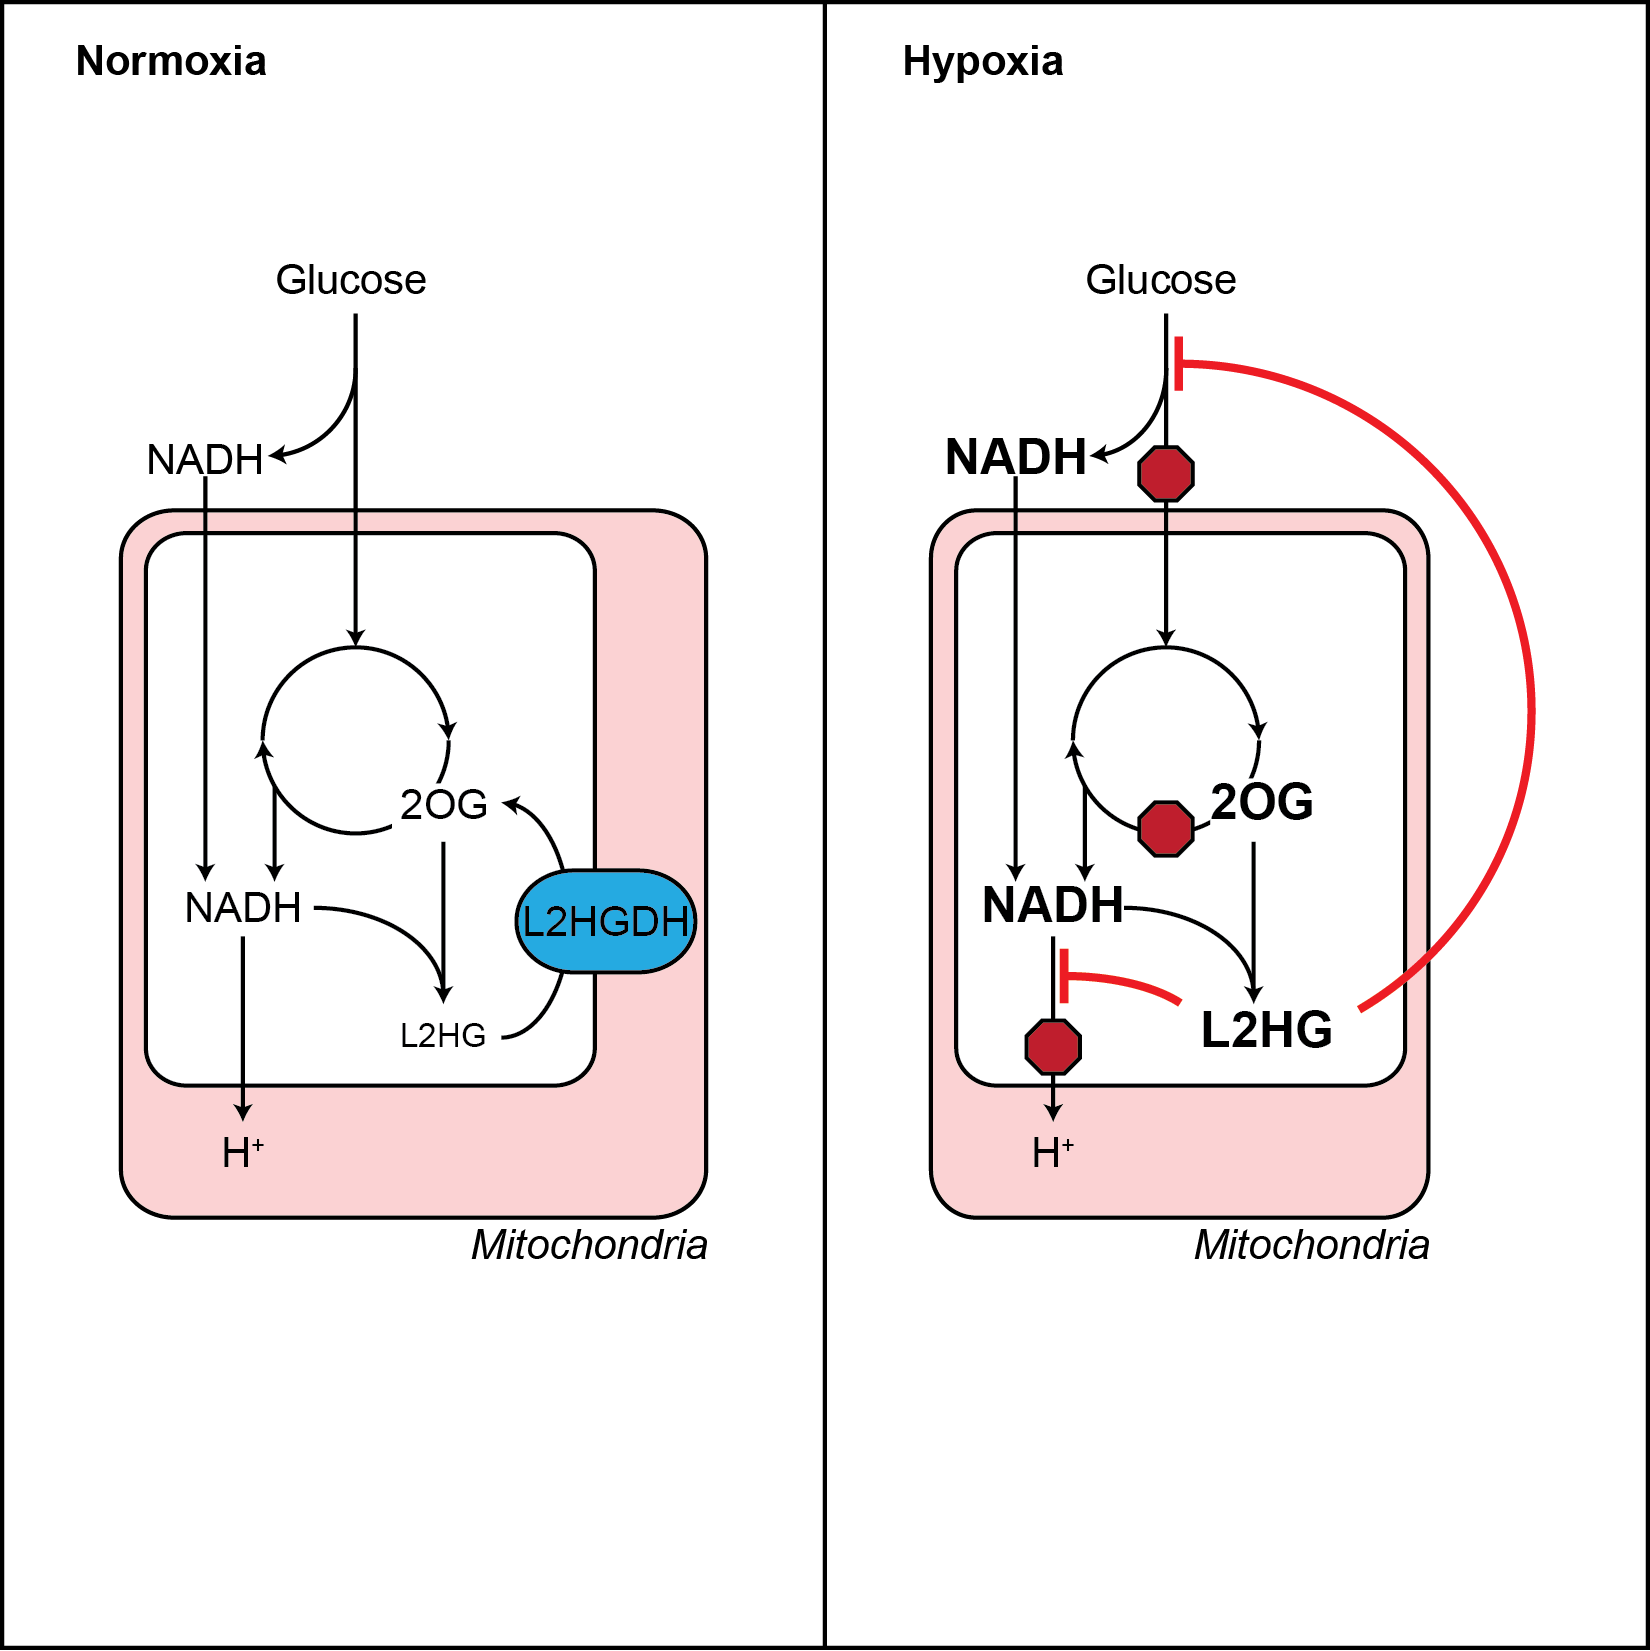 Normoxia
Glucose
NADH
2OG
NADH
L2HGDH
L2HG
H⁺
Mitochondria
Hypoxia
Glucose
NADH
2OG
NADH
L2HG
H⁺
Mitochondria